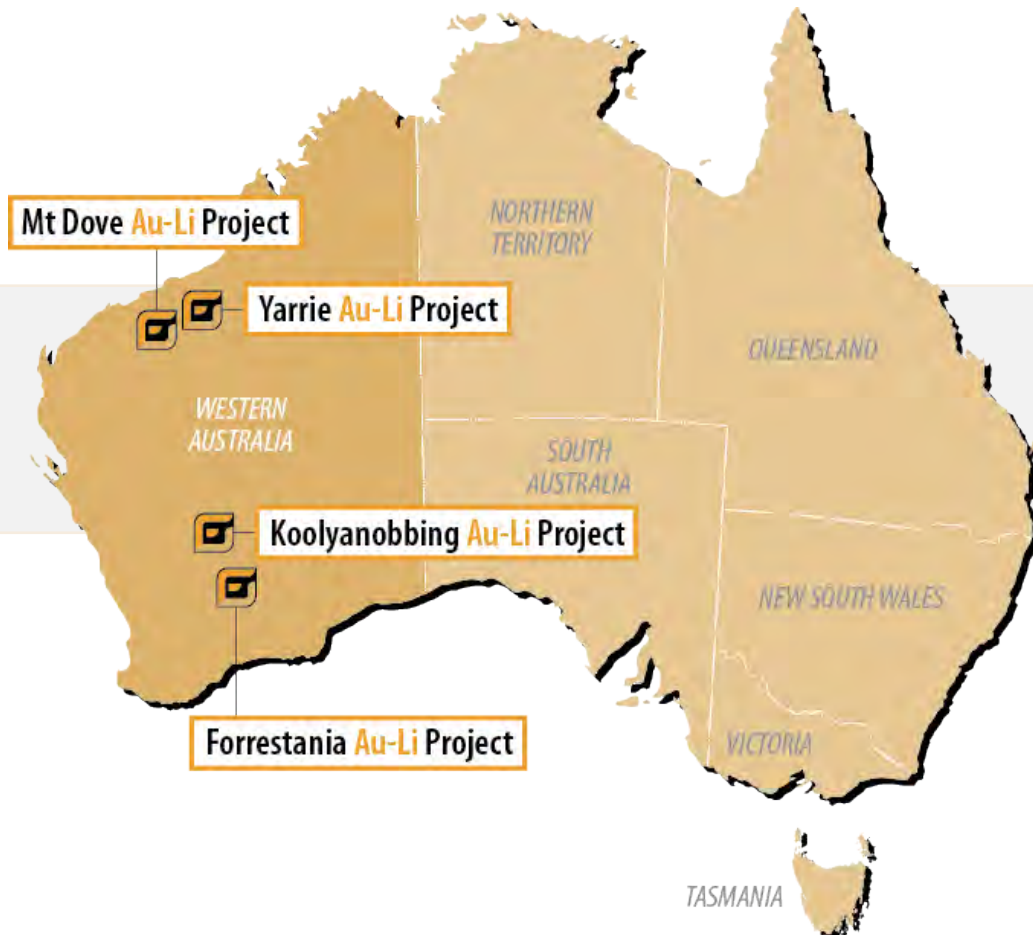 NORTHERN
TERRITORY
Mt Dove Au-Li Project
Yarrie Au-Li Project
QUEENSLAND
WESTERN
AUSTRALIA
SOUTH
AUSTRALIA
Koolyanobbing Au-Li Project
NEW SOUTH WALES
Forrestania Au-Li Project
VICTORIA
TASMANIA